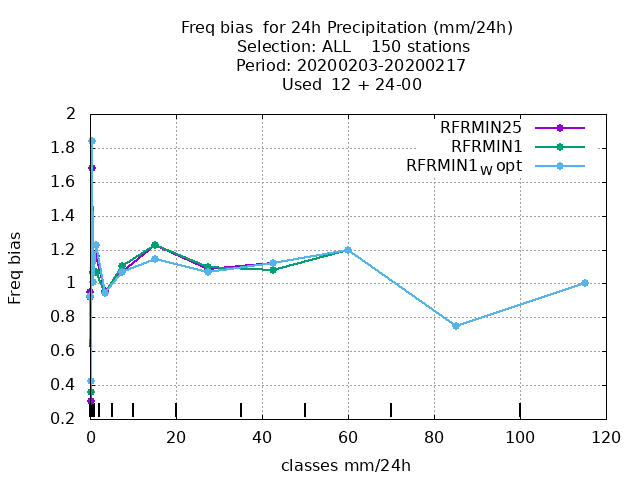 Freq bias  for 24h Precipitation (mm/24h)
Selection: ALL    150 stations
Period: 20200203-20200217
Used  12 + 24-00
RFRMIN25
RFRMIN1
RFRMIN1W opt
2
1.8
1.6
1.4
1.2
1
0.8
0.6
0.4
0.2
Freq bias
0 20 40 60 80 100 120
classes mm/24h